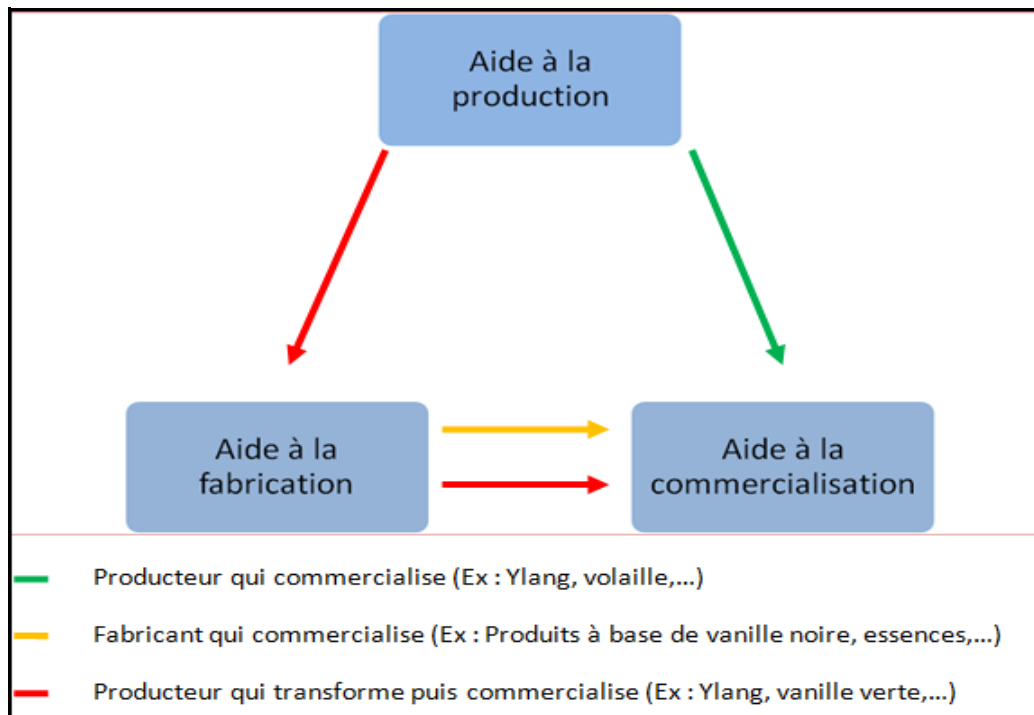 Aide à la
production
Aide à la
fabrication
Aide à la
commercialisation
Producteur qui commercialise (Ex : Ylang, volaille,...)
Fabricant qui commercialise (Ex : Produits à base de vanille noire, essences,...)
Producteur qui transforme puis commercialise (Ex : Ylang, vanille verte,...)